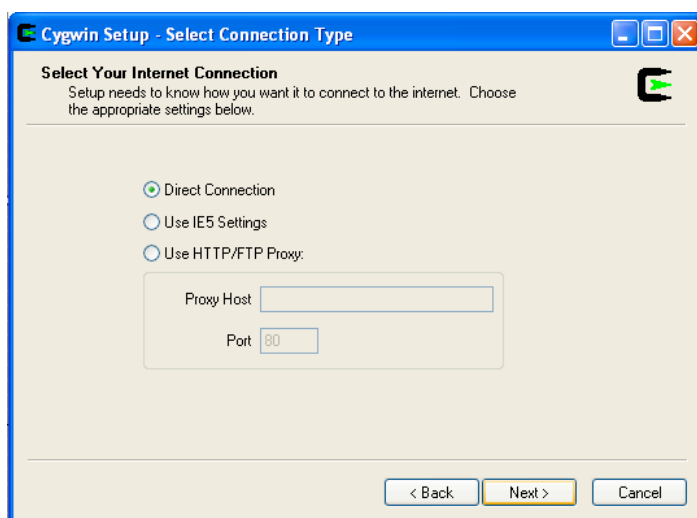 Cygwin Setup - Select Connection Type
Select Your Internet Connection
Setup needs to know how you want it to connect to the internet. Choose
the appropriate settings below.
Direct Connection
Use IE5 Settings
Use HTTP/FTP Proxy:
Proxy Host
Port 80
< Back Next > Cancel